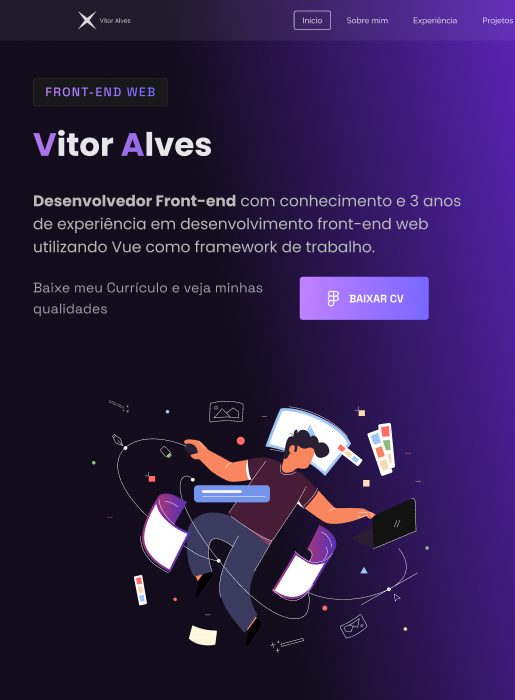 Vitor Alves
Inicio
Sobre mim
Experiência
Projetos
FRONT-END WEB
Vitor Alves
Desenvolvedor Front-end com conhecimento e 3 anos
de experiência em desenvolvimento front-end web
utilizando Vue como framework de trabalho.
Baixe meu Currículo e veja minhas
qualidades
BAIXAR CV